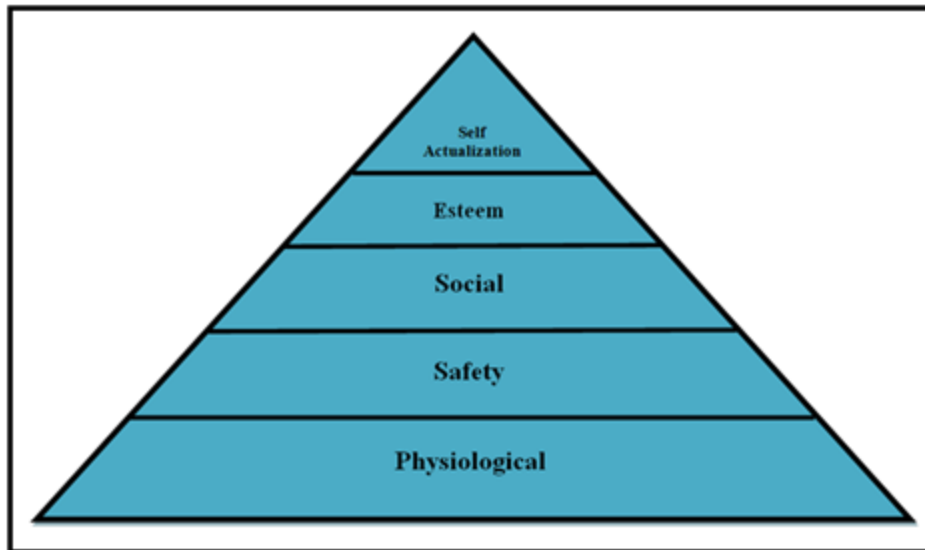 Self
Actualization
Esteem
Social
Safety
Physiological